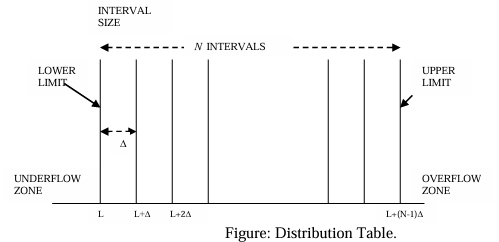 INTERVAL
SIZE
N INTERVALS
LOWER
LIMIT
UPPER
LIMIT
Δ
UNDERFLOW
ZONE
OVERFLOW
ZONE
L
L+Δ
L+2Δ
L+(N-1)Δ
Figure: Distribution Table.